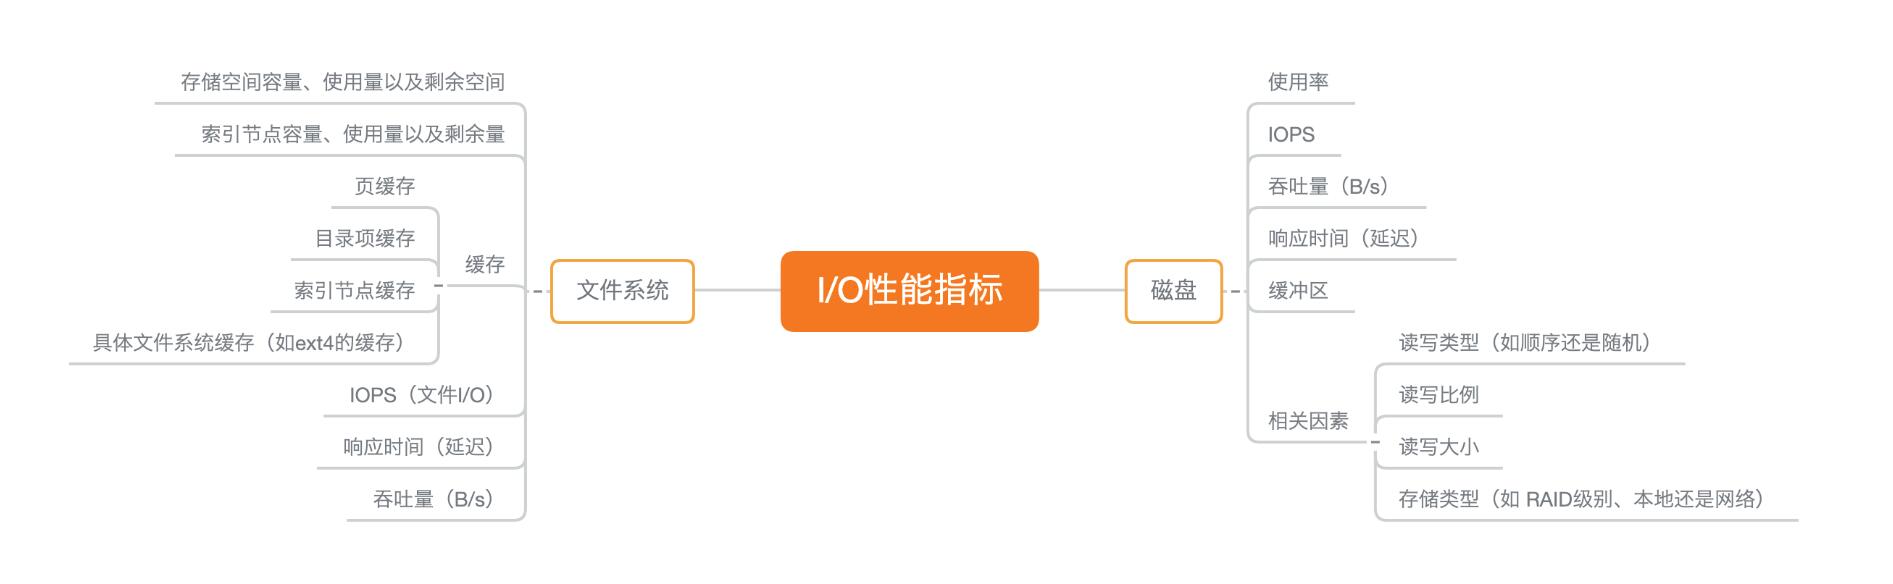 I/O性能指标
文件系统
存储空间容量、使用量以及剩余空间
索引节点容量、使用量以及剩余量
缓存
页缓存
目录项缓存
索引节点缓存
具体文件系统缓存（如ext4的缓存）
IOPS（文件I/O）
响应时间（延迟）
吞吐量（B/s）
磁盘
使用率
IOPS
吞吐量（B/s）
响应时间（延迟）
缓冲区
相关因素
读写类型（如顺序还是随机）
读写比例
读写大小
存储类型（如 RAID级别、本地还是网络）